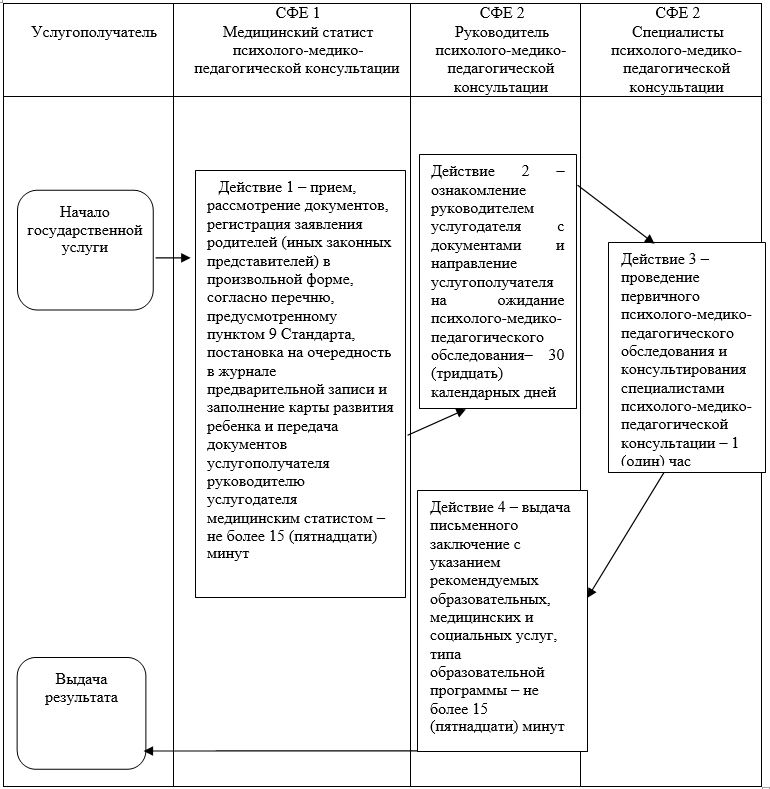 Услугополучатель
СФЕ 1
Медицинский статист
психолого-медико-
педагогической консультации
СФЕ 2
Руководитель
психолого-медико-
педагогической
консультации
СФЕ 2
Специалисты
психолого-медико-
педагогической
консультации
Начало
государственной
услуги
Действие 1 – прием,
рассмотрение документов,
регистрация заявления
родителей (иных законных
представителей) в
произвольной форме,
согласно перечню,
предусмотренному
пунктом 9 Стандарта,
постановка на очередность
в журнале
предварительной записи и
заполнение карты развития
ребенка и передача
документов
услугополучателя
руководителю
услугодателя
медицинским статистом –
не более 15 (пятнадцати)
минут
Действие 2 –
ознакомление
руководителем
услугодателя с
документами и
направление
услугополучателя
на ожидание
психолого-медико-
педагогического
обследования– 30
(тридцать)
календарных дней
Действие 3 –
проведение
первичного
психолого-медико-
педагогического
обследования и
консультирования
специалистами
психолого-медико-
педагогической
консультации – 1
(один) час
Действие 4 – выдача
письменного
заключение с
указанием
рекомендуемых
образовательных,
медицинских и
социальных услуг,
типа
образовательной
программы – не
более 15
(пятнадцати) минут
Выдача
результата